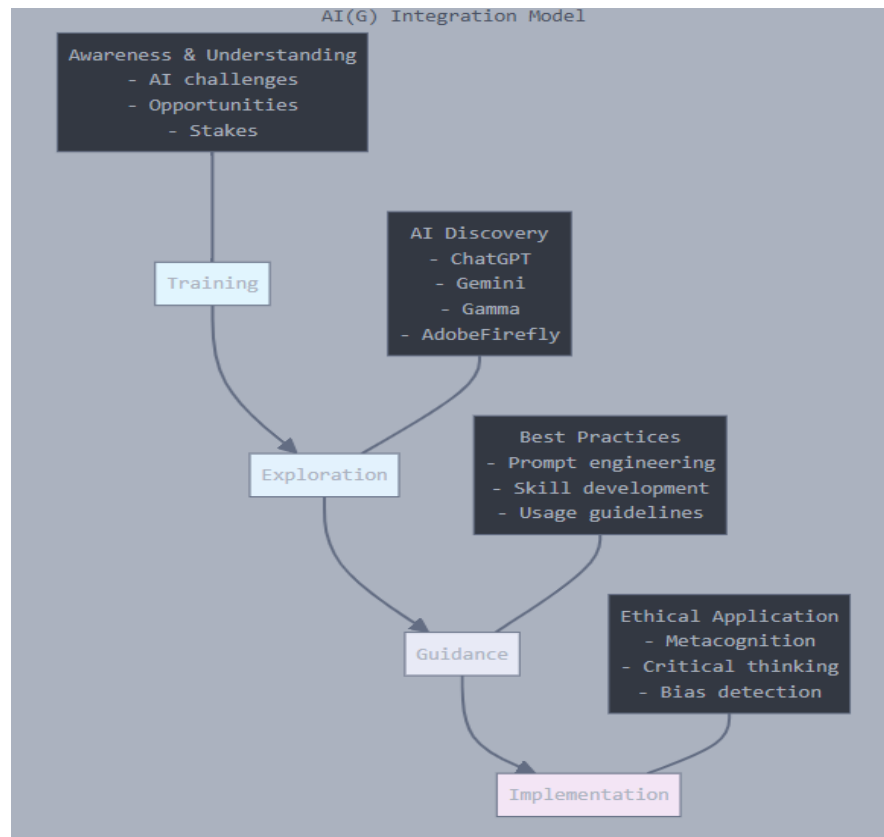 AI(G) Integration Model
Awareness & Understanding
- AI challenges
- Opportunities
- Stakes
Training
AI Discovery
- ChatGPT
- Gemini
- Gamma
- AdobeFirefly
Exploration
Best Practices
- Prompt engineering
- Skill development
- Usage guidelines
Guidance
Ethical Application
- Metacognition
- Critical thinking
- Bias detection
Implementation